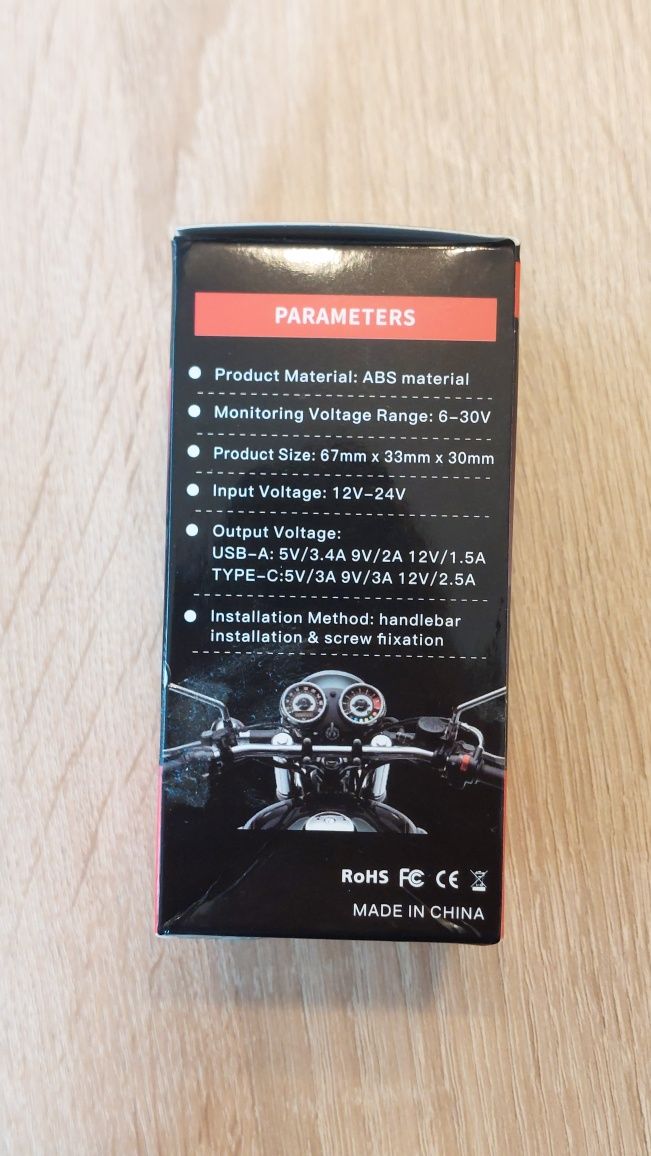 PARAMETERS
Product Material: ABS material
Monitoring Voltage Range: 6-30V
Product Size: 67mm x 33mm x 30mm
Input Voltage: 12V-24V
Output Voltage:
USB-A: 5V/3.4A 9V/2A 12V/1.5A
TYPE-C:5V/3A 9V/3A 12V/2.5A
Installation Method: handlebar
installation & screw fiixation
RoHS FC CE
MADE IN CHINA